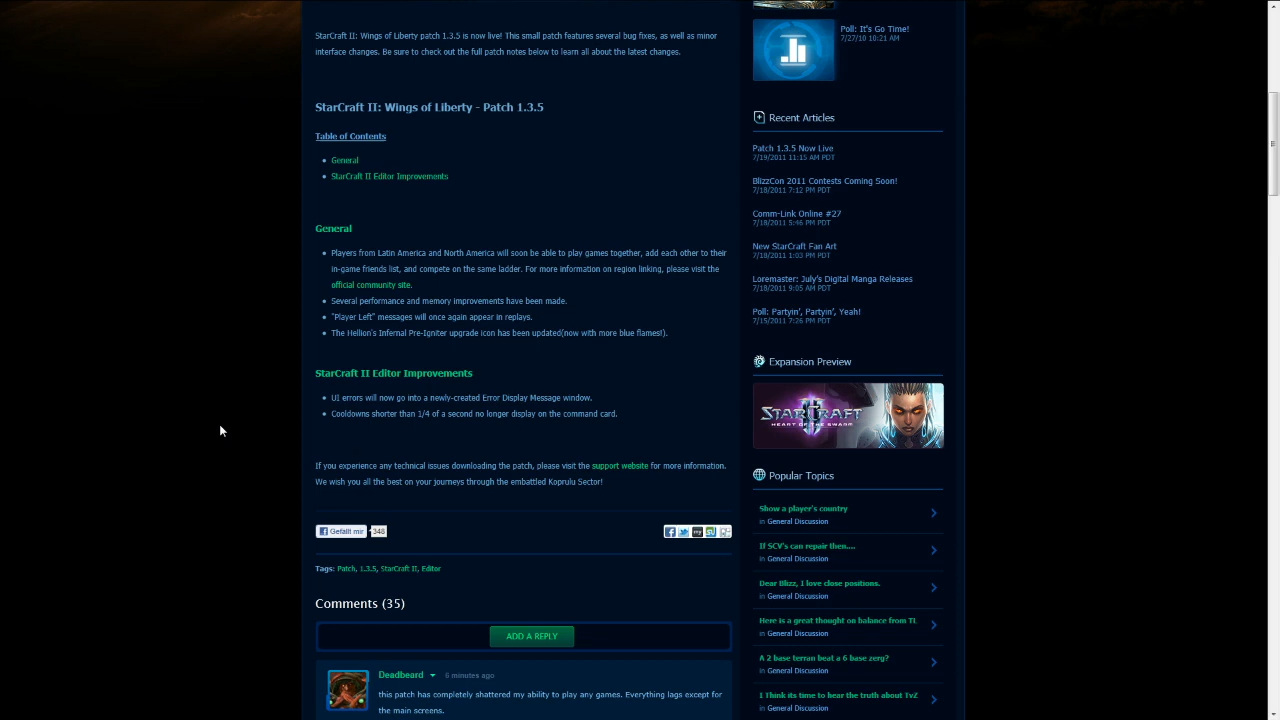 StarCraft II: Wings of Liberty patch 1.3.5 is now live! This small patch features several bug fixes, as well as minor
interface changes. Be sure to check out the full patch notes below to learn all about the latest changes.
StarCraft II: Wings of Liberty - Patch 1.3.5
Table of Contents
General
StarCraft II Editor Improvements
General
Players from Latin America and North America will soon be able to play games together, add each other to their
in-game friends list, and compete on the same ladder. For more information on region linking, please visit the
official community site.
Several performance and memory improvements have been made.
"Player Left" messages will once again appear in replays.
The Hellion's Infernal Pre-Igniter upgrade icon has been updated(now with more blue flames!).
StarCraft II Editor Improvements
UI errors will now go into a newly-created Error Display Message window.
Cooldowns shorter than 1/4 of a second no longer display on the command card.
If you experience any technical issues downloading the patch, please visit the support website for more information.
We wish you all the best on your journeys through the embattled Koprulu Sector!
Gefällt mir 348
Tags: Patch, 1.3.5, StarCraft II, Editor
Comments (35)
ADD A REPLY
Deadbeard 6 minutes ago
this patch has completely shattered my ability to play any games. Everything lags except for
the main screens.
Poll: It's Go Time!
7/27/10 10:21 AM
Recent Articles
Patch 1.3.5 Now Live
7/19/2011 11:15 AM PDT
BlizzCon 2011 Contests Coming Soon!
7/18/2011 7:12 PM PDT
Comm-Link Online #27
7/18/2011 5:46 PM PDT
New StarCraft Fan Art
7/18/2011 1:03 PM PDT
Loremaster: July's Digital Manga Releases
7/18/2011 9:05 AM PDT
Poll: Partyin', Partyin', Yeah!
7/15/2011 7:26 PM PDT
Expansion Preview
STARCRAFT II
HEART OF THE SWARM
Popular Topics
Show a player's country
in General Discussion
If SCV's can repair then....
in General Discussion
Dear Blizz, I love close positions.
in General Discussion
Here is a great thought on balance from TL
in General Discussion
A 2 base terran beat a 6 base zerg?
in General Discussion
I Think its time to hear the truth about TvZ
in General Discussion